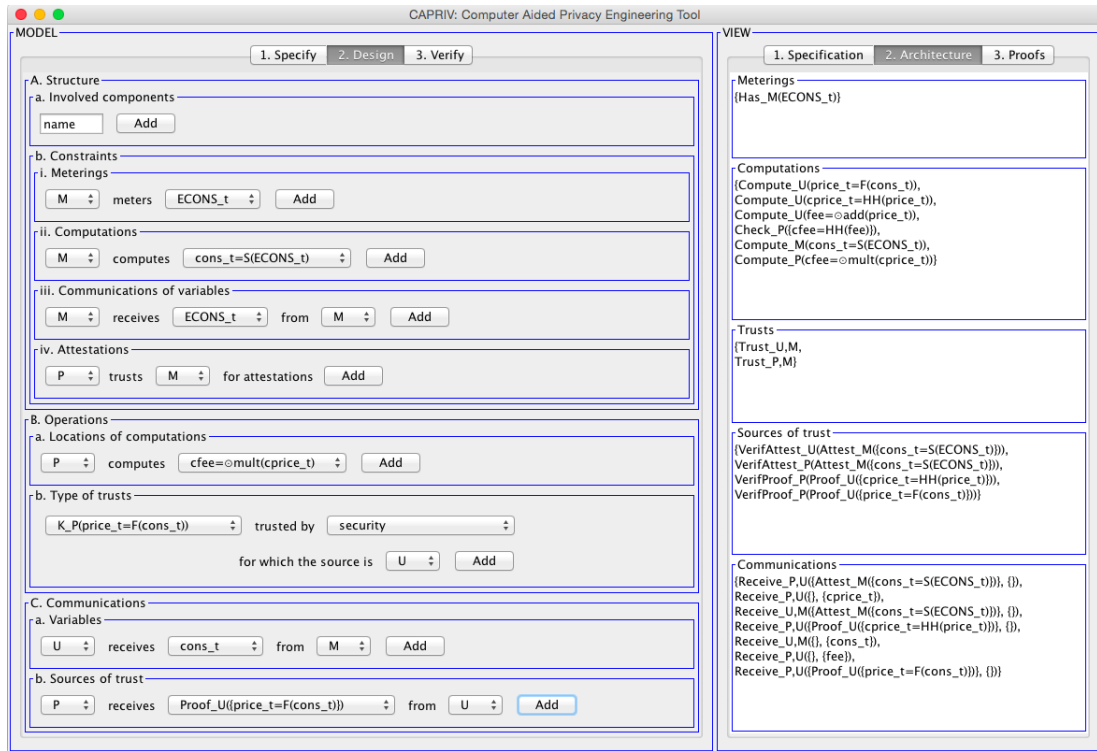 CAPRIV: Computer Aided Privacy Engineering Tool
MODEL
1. Specify 2. Design 3. Verify
A. Structure
a. Involved components
name Add
b. Constraints
i. Meterings
M meters ECONS_t Add
ii. Computations
M computes cons_t=S(ECONS_t) Add
iii. Communications of variables
M receives ECONS_t from M Add
iv. Attestations
P trusts M for attestations Add
B. Operations
a. Locations of computations
P computes cfee=⊙mult(cprice_t) Add
b. Type of trusts
K_P(price_t=F(cons_t)) trusted by security
for which the source is U Add
C. Communications
a. Variables
U receives cons_t from M Add
b. Sources of trust
P receives Proof_U({price_t=F(cons_t)}) from U Add
VIEW
1. Specification 2. Architecture 3. Proofs
Meterings
{Has_M(ECONS_t)}
Computations
{Compute_U(price_t=F(cons_t)),
Compute_U(cprice_t=HH(price_t)),
Compute_U(fee=⊙add(price_t)),
Check_P({cfee=HH(fee)}),
Compute_M(cons_t=S(ECONS_t)),
Compute_P(cfee=⊙mult(cprice_t))}
Trusts
{Trust_U,M,
Trust_P,M}
Sources of trust
{VerifAttest_U(Attest_M({cons_t=S(ECONS_t)})),
VerifAttest_P(Attest_M({cons_t=S(ECONS_t)})),
VerifProof_P(Proof_U({cprice_t=HH(price_t)})),
VerifProof_P(Proof_U({price_t=F(cons_t)}))}
Communications
{Receive_P,U({Attest_M({cons_t=S(ECONS_t)})}, {}),
Receive_P,U({}, {cprice_t}),
Receive_U,M({Attest_M({cons_t=S(ECONS_t)})}, {}),
Receive_P,U({Proof_U({cprice_t=HH(price_t)})}, {}),
Receive_U,M({}, {cons_t}),
Receive_P,U({}, {fee}),
Receive_P,U({Proof_U({price_t=F(cons_t)})}, {})}